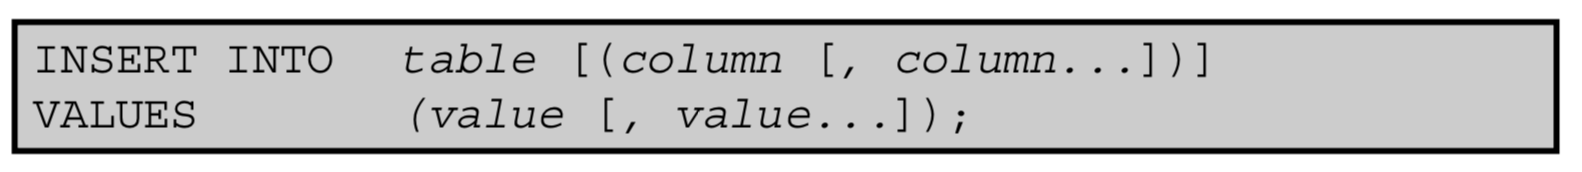 INSERT INTO table [(column [, column...])]
VALUES (value [, value...]);